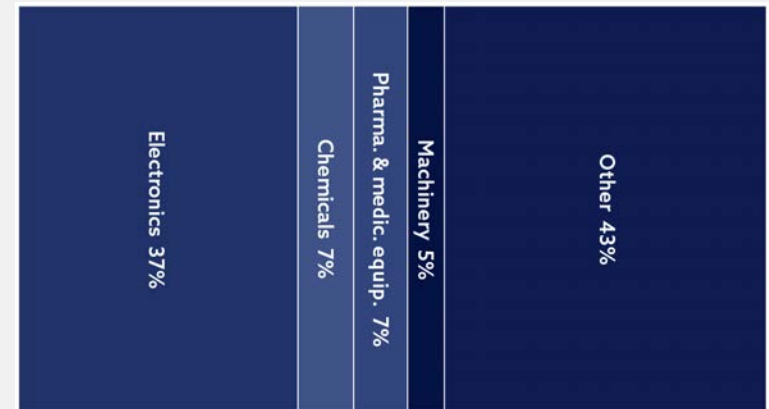 Electronics 37%
Chemicals 7%
Pharma. & medic. equip. 7%
Machinery 5%
Other 43%